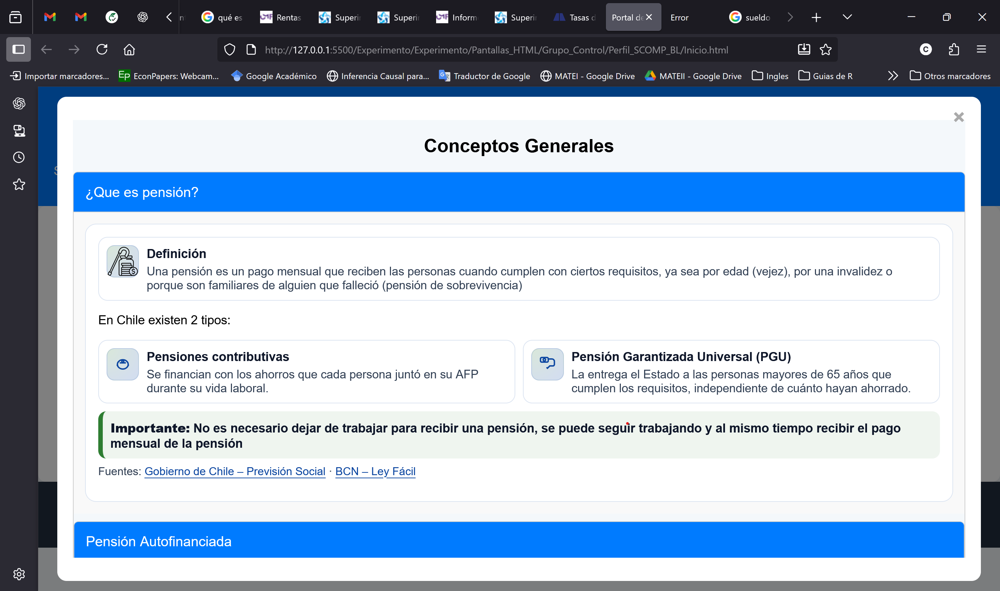 qué es
Rentas
Superir
Superir
Inform
Superir
Tasas d
Portal de
Error
sueldo
http://127.0.0.1:5500/Experimento/Experimento/Pantallas_HTML/Grupo_Control/Perfil_SCOMP_BL/Inicio.html
Importar marcadores...
EP EconPapers: Webcam...
Google Académico
Inferencia Causal para...
Traductor de Google
MATEI - Google Drive
MATEII - Google Drive
Ingles
Guias de R
Otros marcadores
Conceptos Generales
¿Que es pensión?
Definición
Una pensión es un pago mensual que reciben las personas cuando cumplen con ciertos requisitos, ya sea por edad (vejez), por una invalidez o
porque son familiares de alguien que falleció (pensión de sobrevivencia)
En Chile existen 2 tipos:
Pensiones contributivas
Se financian con los ahorros que cada persona juntó en su AFP
durante su vida laboral.
Pensión Garantizada Universal (PGU)
La entrega el Estado a las personas mayores de 65 años que
cumplen los requisitos, independiente de cuánto hayan ahorrado.
Importante: No es necesario dejar de trabajar para recibir una pensión, se puede seguir trabajando y al mismo tiempo recibir el pago
mensual de la pensión
Fuentes: Gobierno de Chile – Previsión Social · BCN – Ley Fácil
Pensión Autofinanciada